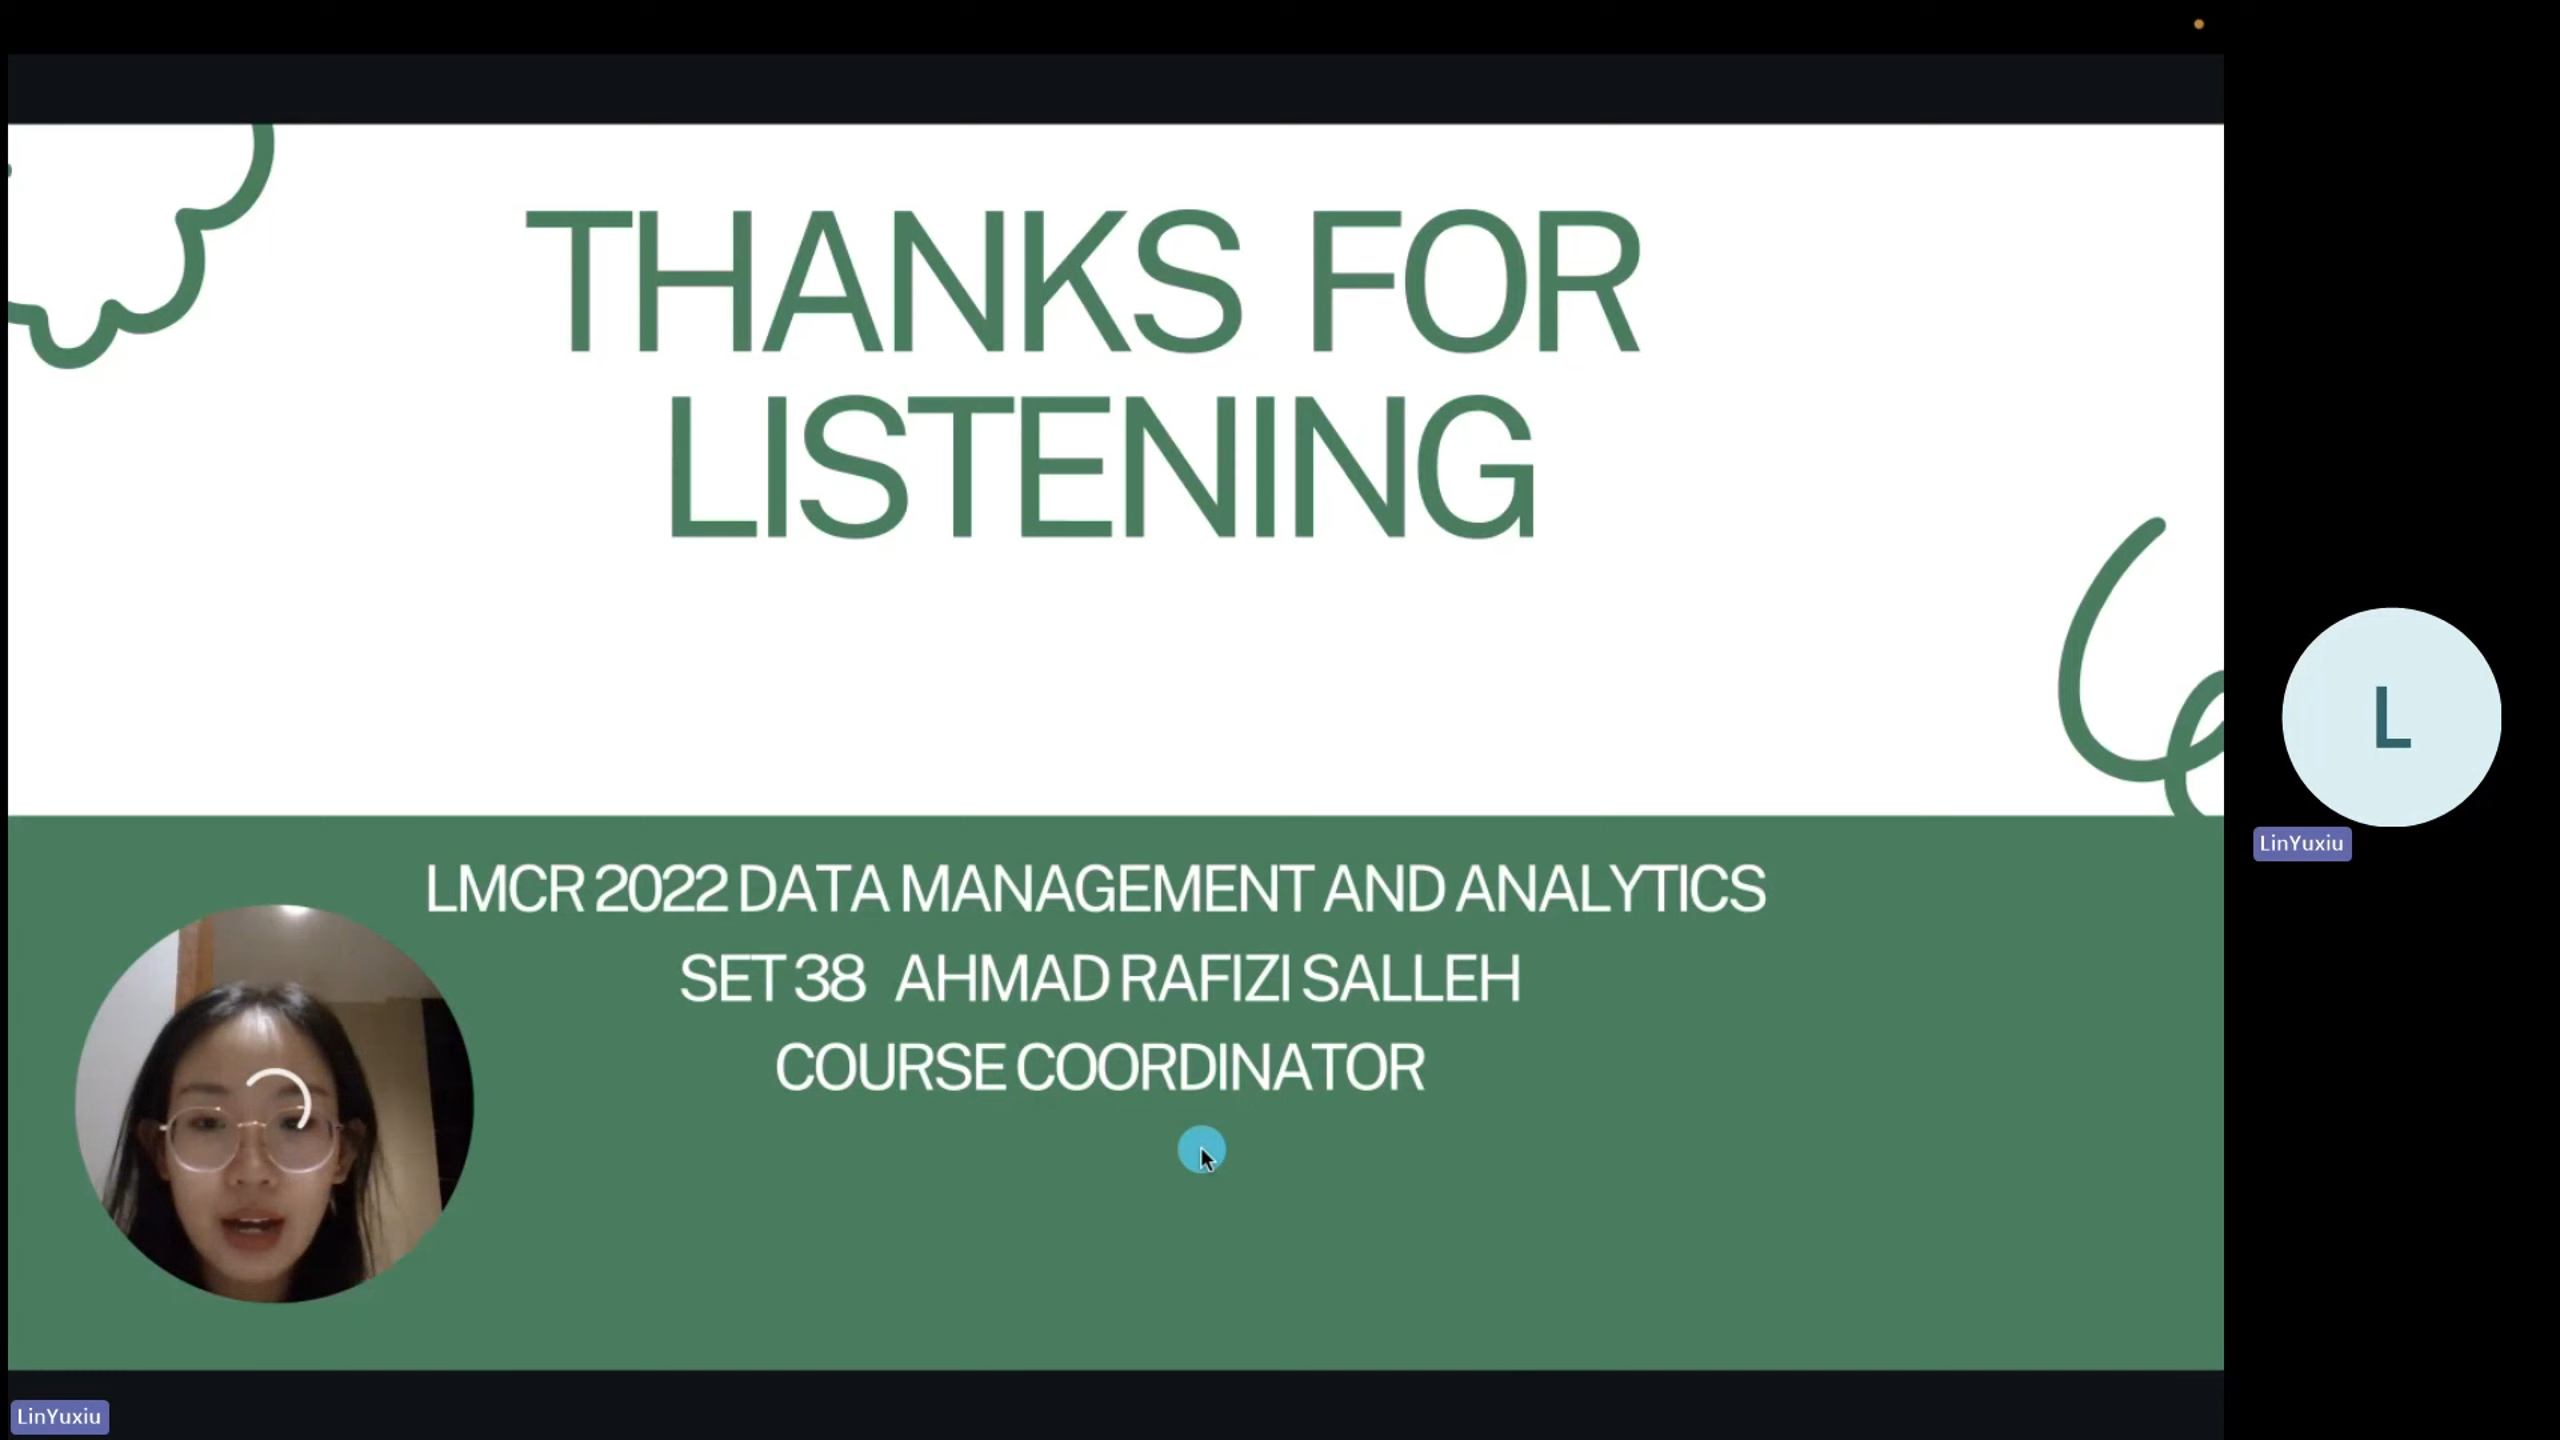 THANKS FOR
LISTENING
LMCR 2022 DATA MANAGEMENT AND ANALYTICS
SET 38 AHMAD RAFIZI SALLEH
COURSE COORDINATOR
L
LinYuxiu
LinYuxiu